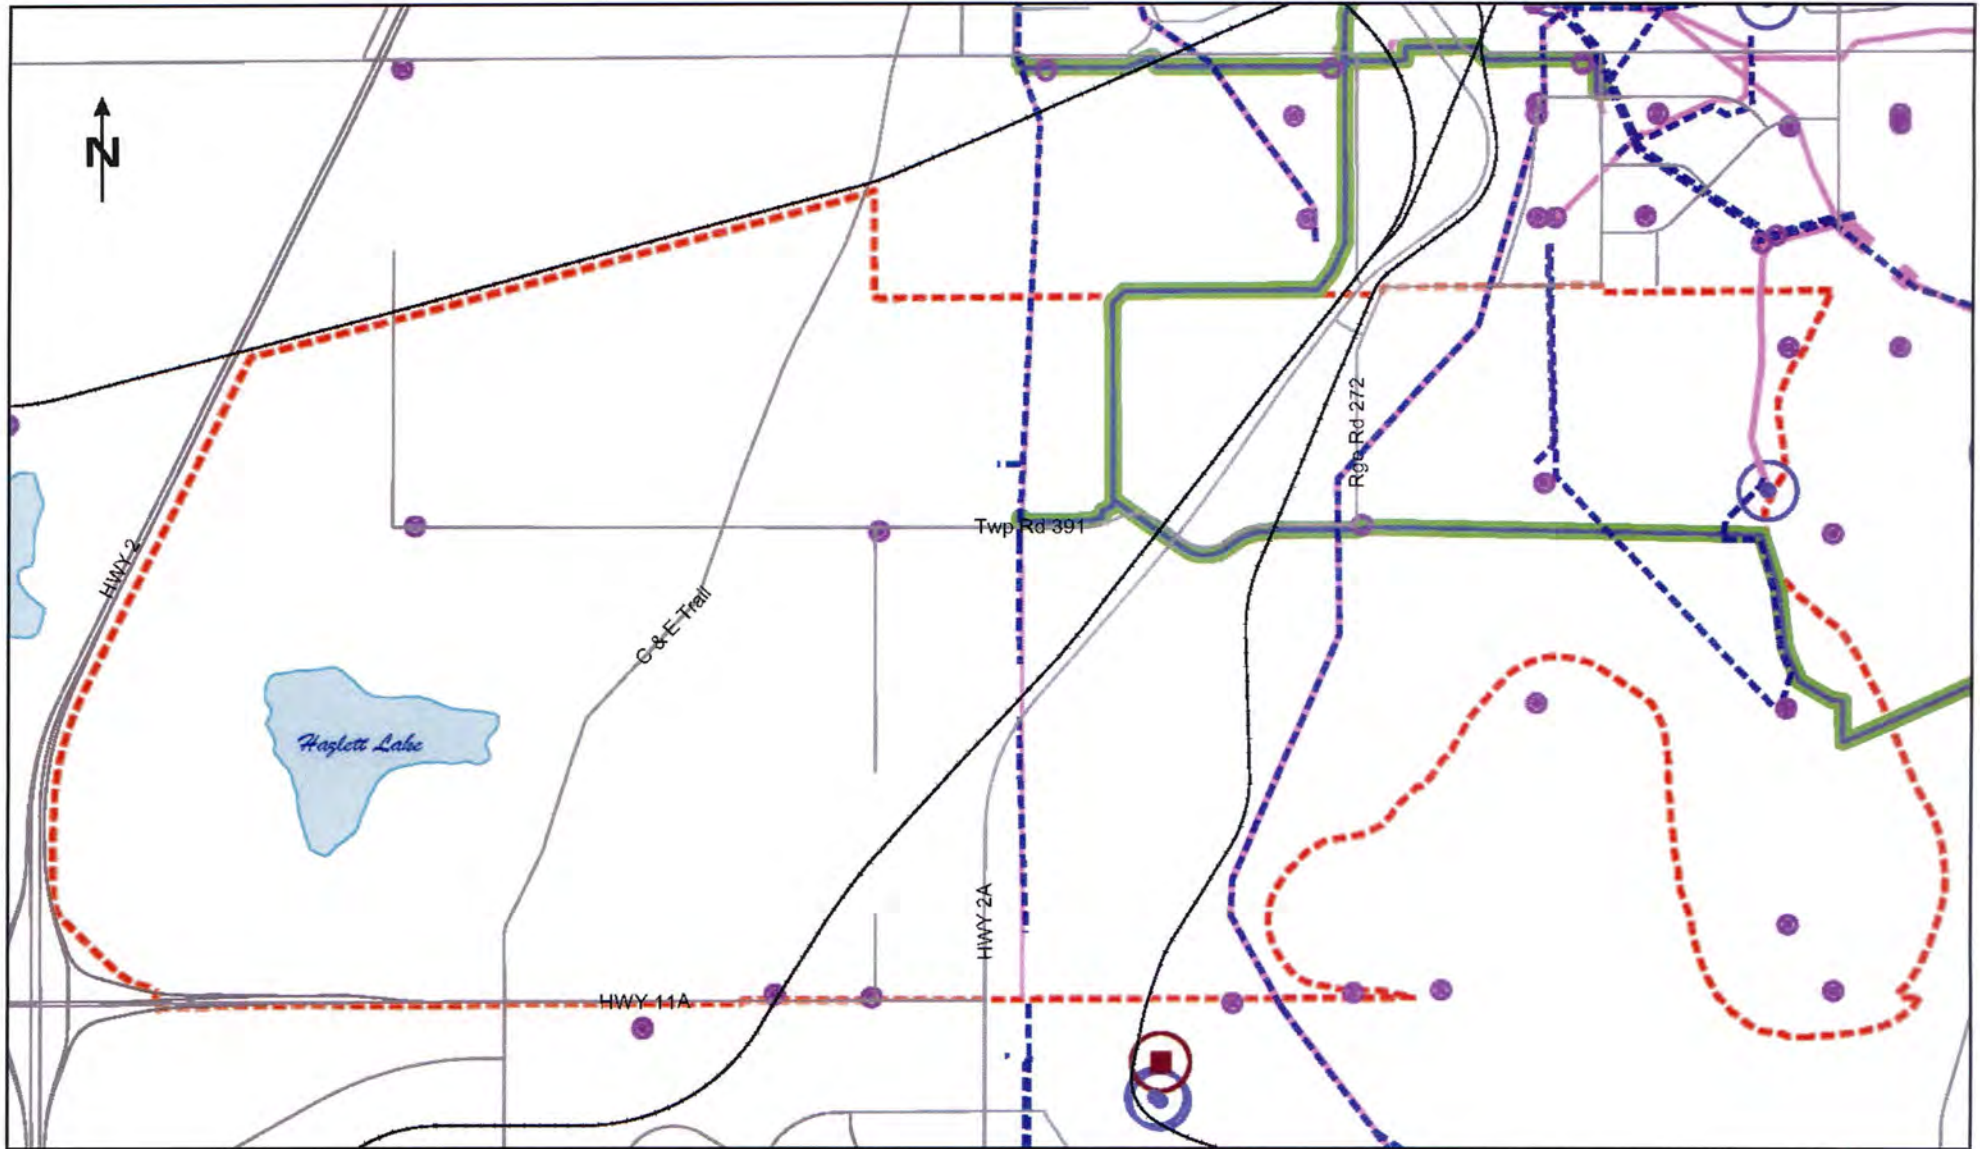 N
Rge Rd 272
Twp Rd 391
HWY 2
C & E Trail
Hazlett Lake
HWY 2A
HWY 11A